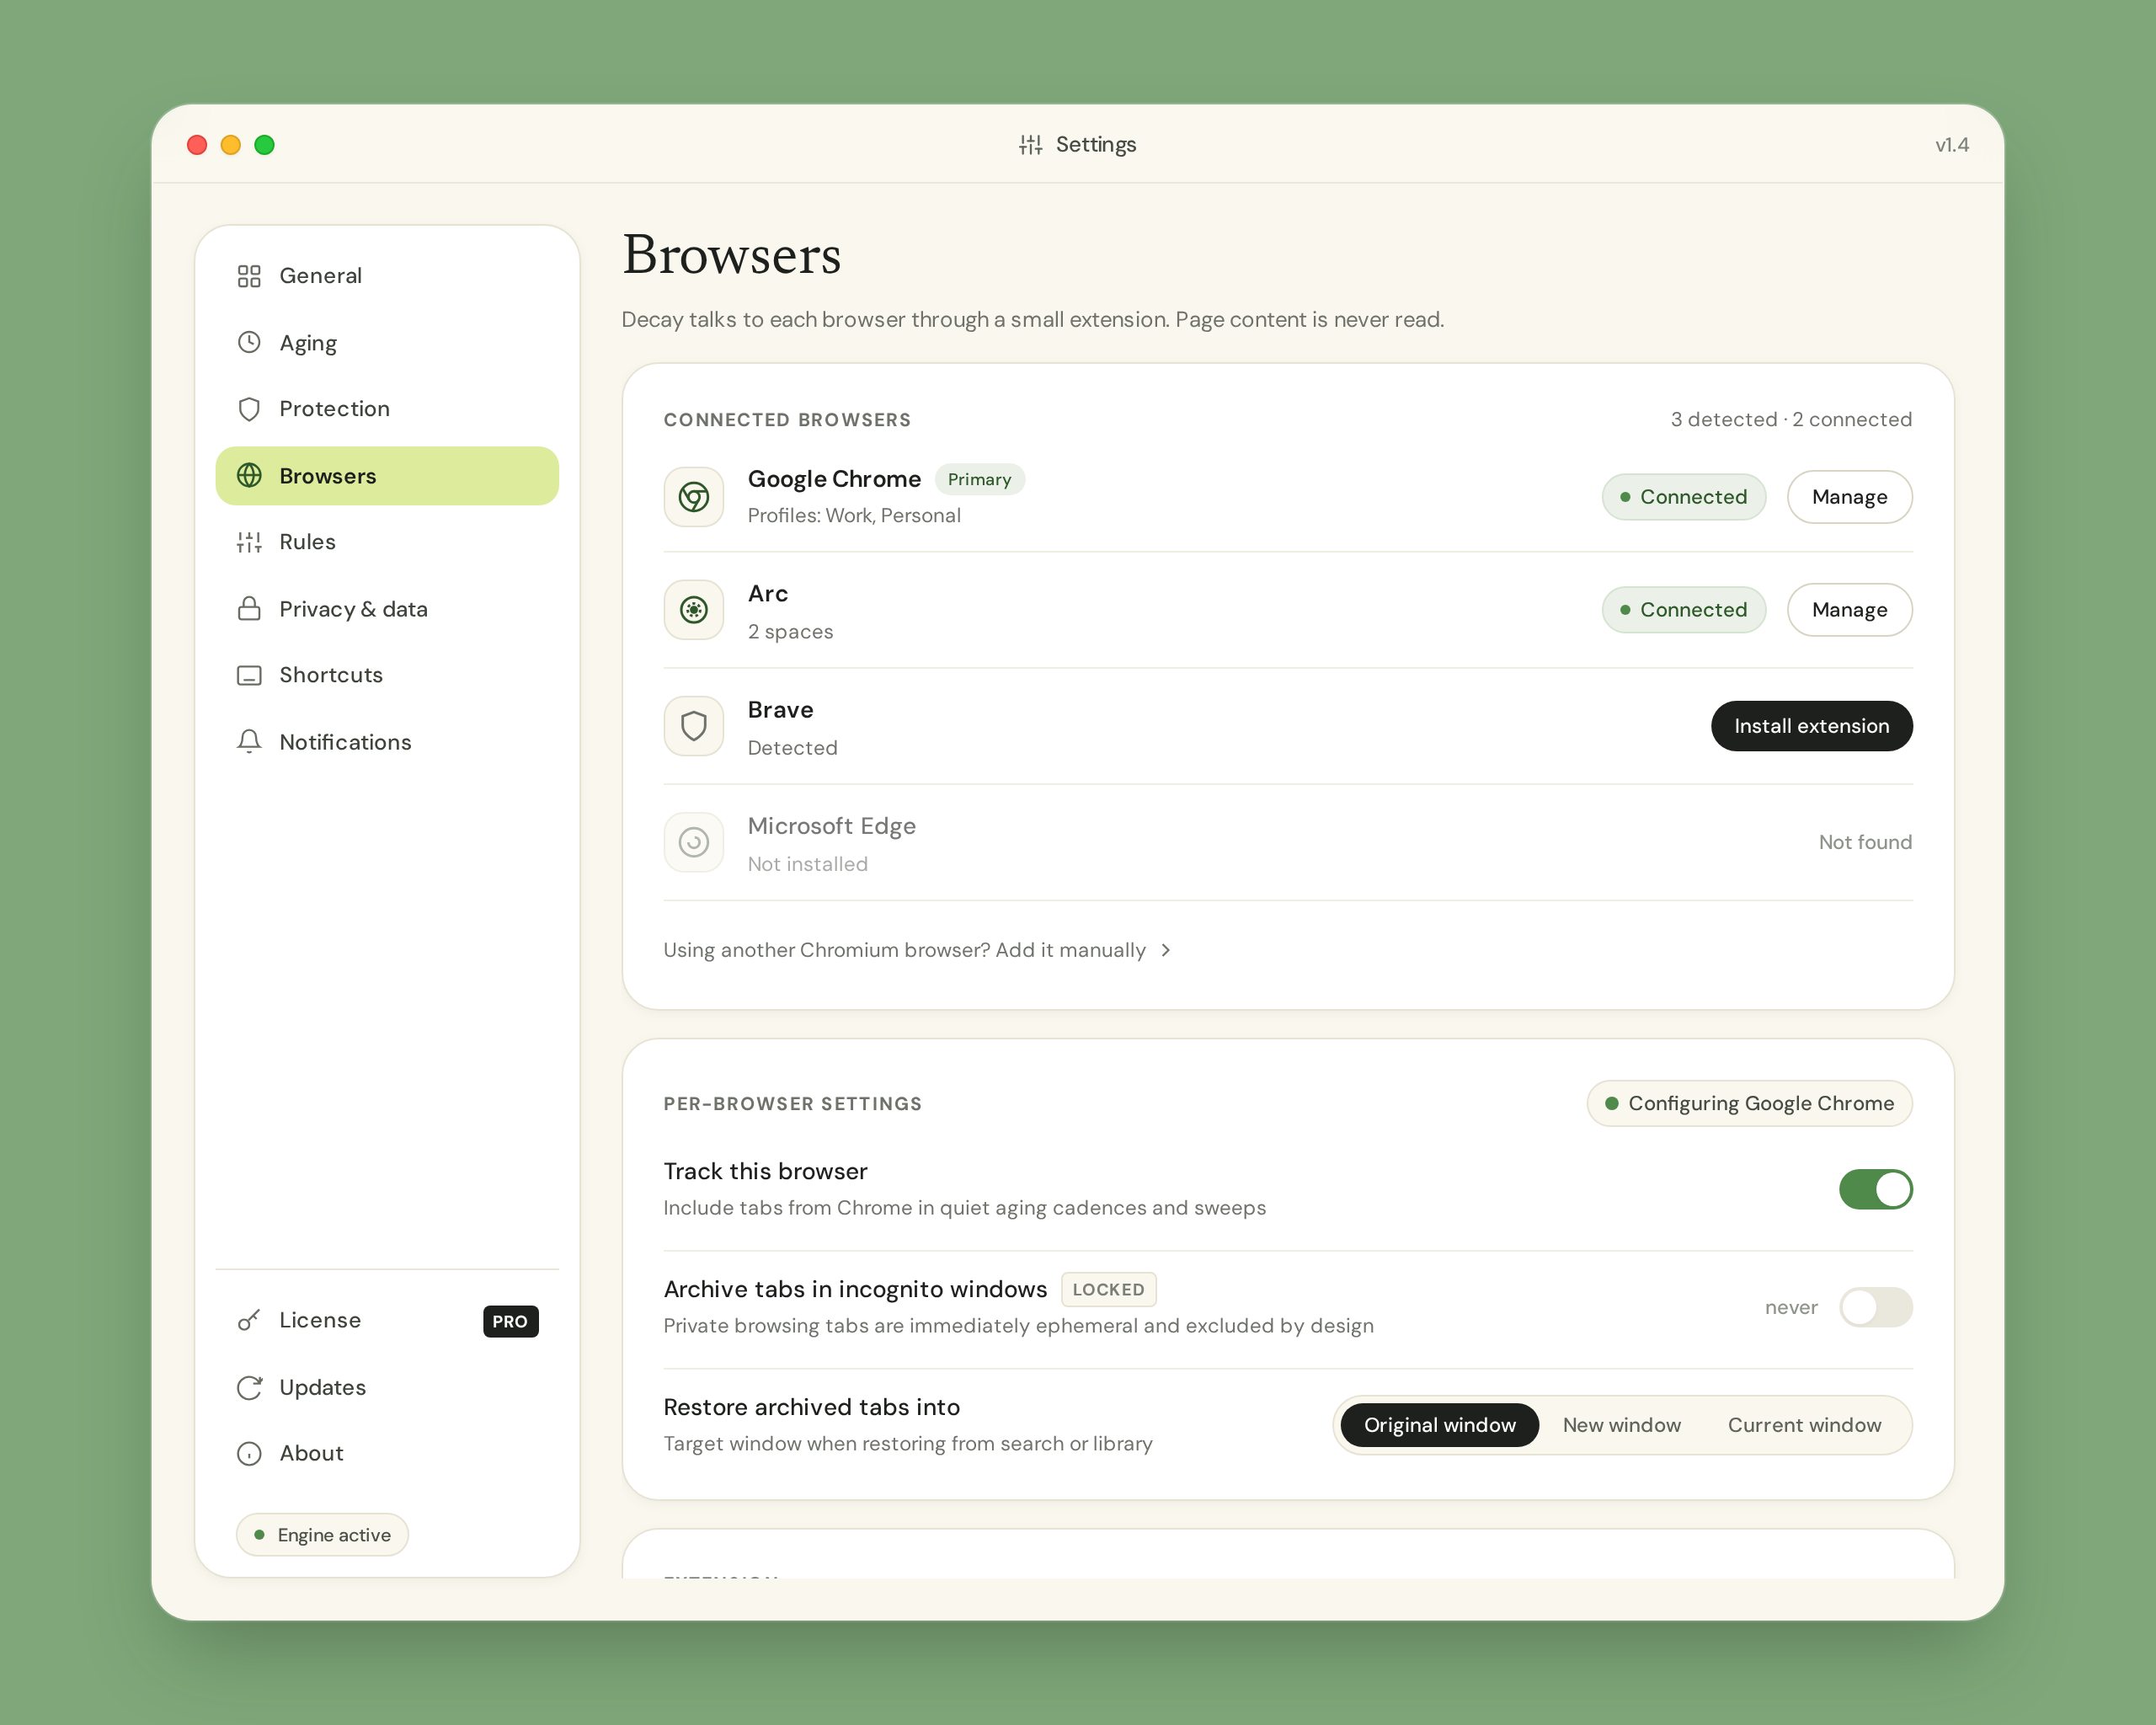 Settings
v1.4
General
Aging
Protection
Browsers
Rules
Privacy & data
Shortcuts
Notifications
License PRO
Updates
About
Engine active
Browsers
Decay talks to each browser through a small extension. Page content is never read.
CONNECTED BROWSERS
3 detected · 2 connected
Google Chrome Primary
Profiles: Work, Personal
Connected
Manage
Arc
2 spaces
Connected
Manage
Brave
Detected
Install extension
Microsoft Edge
Not installed
Not found
Using another Chromium browser? Add it manually
PER-BROWSER SETTINGS
Configuring Google Chrome
Track this browser
Include tabs from Chrome in quiet aging cadences and sweeps
Archive tabs in incognito windows LOCKED
Private browsing tabs are immediately ephemeral and excluded by design
never
Restore archived tabs into
Target window when restoring from search or library
Original window New window Current window